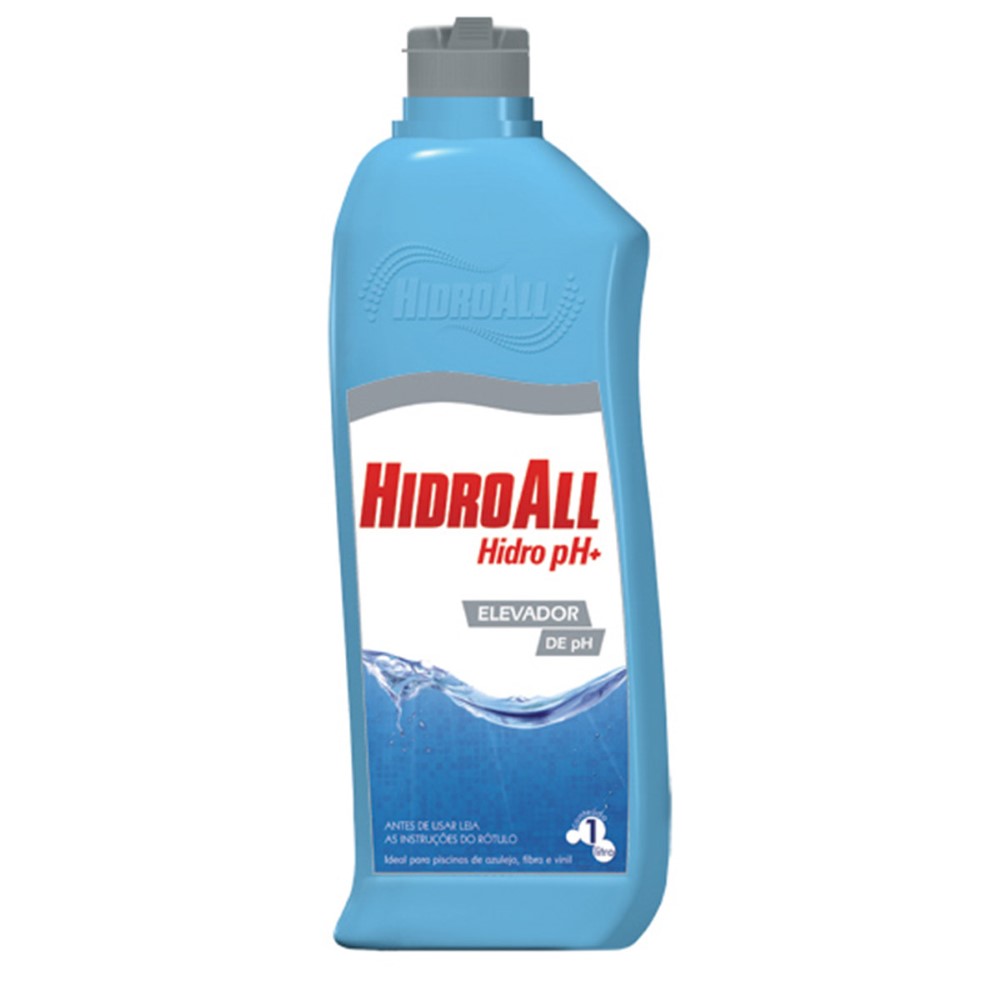 HIDROALL
HIDROALL
Hidro pH+
ELEVADOR
DE pH
ANTES DE USAR LEIA
AS INSTRUÇÕES DO RÓTULO
Ideal para piscinas de azulejo, fibra e vinil
conteúdo
1
litro